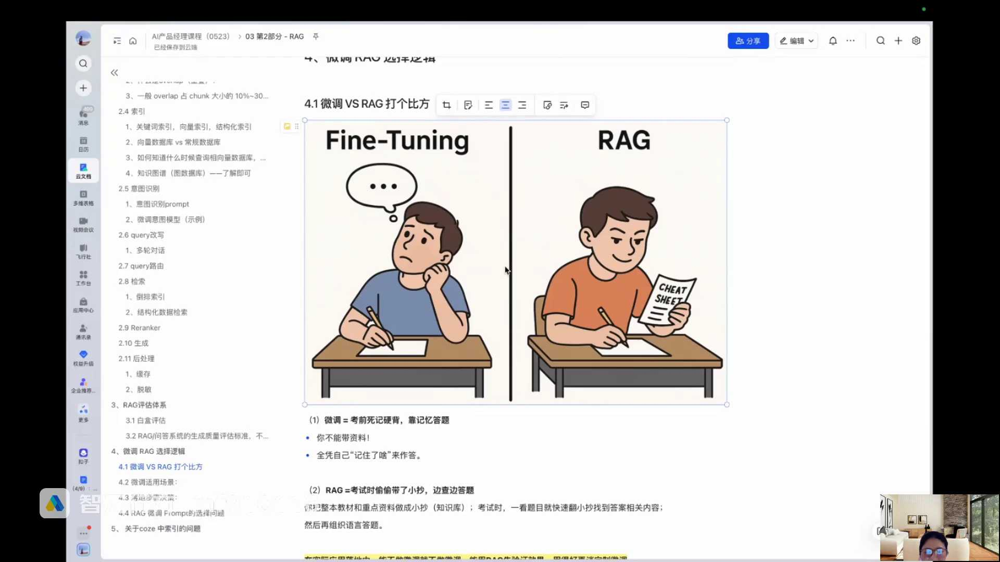 AI产品经理课程（0523） > 03 第2部分 - RAG
已经保存到云端
分享
编辑
400
消息
日历
云文档
多维表格
视频会议
飞行社
工作台
应用中心
通讯录
权益升级
企业推荐...
更多
扣子
(4/9)
3、一般 overlap 占 chunk 大小的 10%~30...
2.4 索引
1、关键词索引，向量索引，结构化索引
2、向量数据库 vs 常规数据库
3、如何知道什么时候查询相向量数据库，...
4、知识图谱（图数据库）——了解即可
2.5 意图识别
1、意图识别prompt
2、微调意图模型（示例）
2.6 query改写
1、多轮对话
2.7 query路由
2.8 检索
1、倒排索引
2、结构化数据检索
2.9 Reranker
2.10 生成
2.11 后处理
1、缓存
2、脱敏
3、RAG评估体系
3.1 白盒评估
3.2 RAG/问答系统的生成质量评估标准，不...
4、微调 RAG 选择逻辑
4.1 微调 VS RAG 打个比方
4.2 微调适用场景：
4.4 RAG 微调 Prompt的选择问题
5、 关于coze 中索引的问题
4、微调 RAG 选择逻辑
4.1 微调 VS RAG 打个比方
Fine-Tuning
RAG
CHEAT
SHEET
（1）微调 = 考前死记硬背，靠记忆答题
你不能带资料！
全凭自己“记住了啥”来作答。
（2）RAG =考试时偷偷带了小抄，边查边答题
你把整本教材和重点资料做成小抄（知识库）；考试时，一看题目就快速翻小抄找到答案相关内容；
然后再组织语言答题。